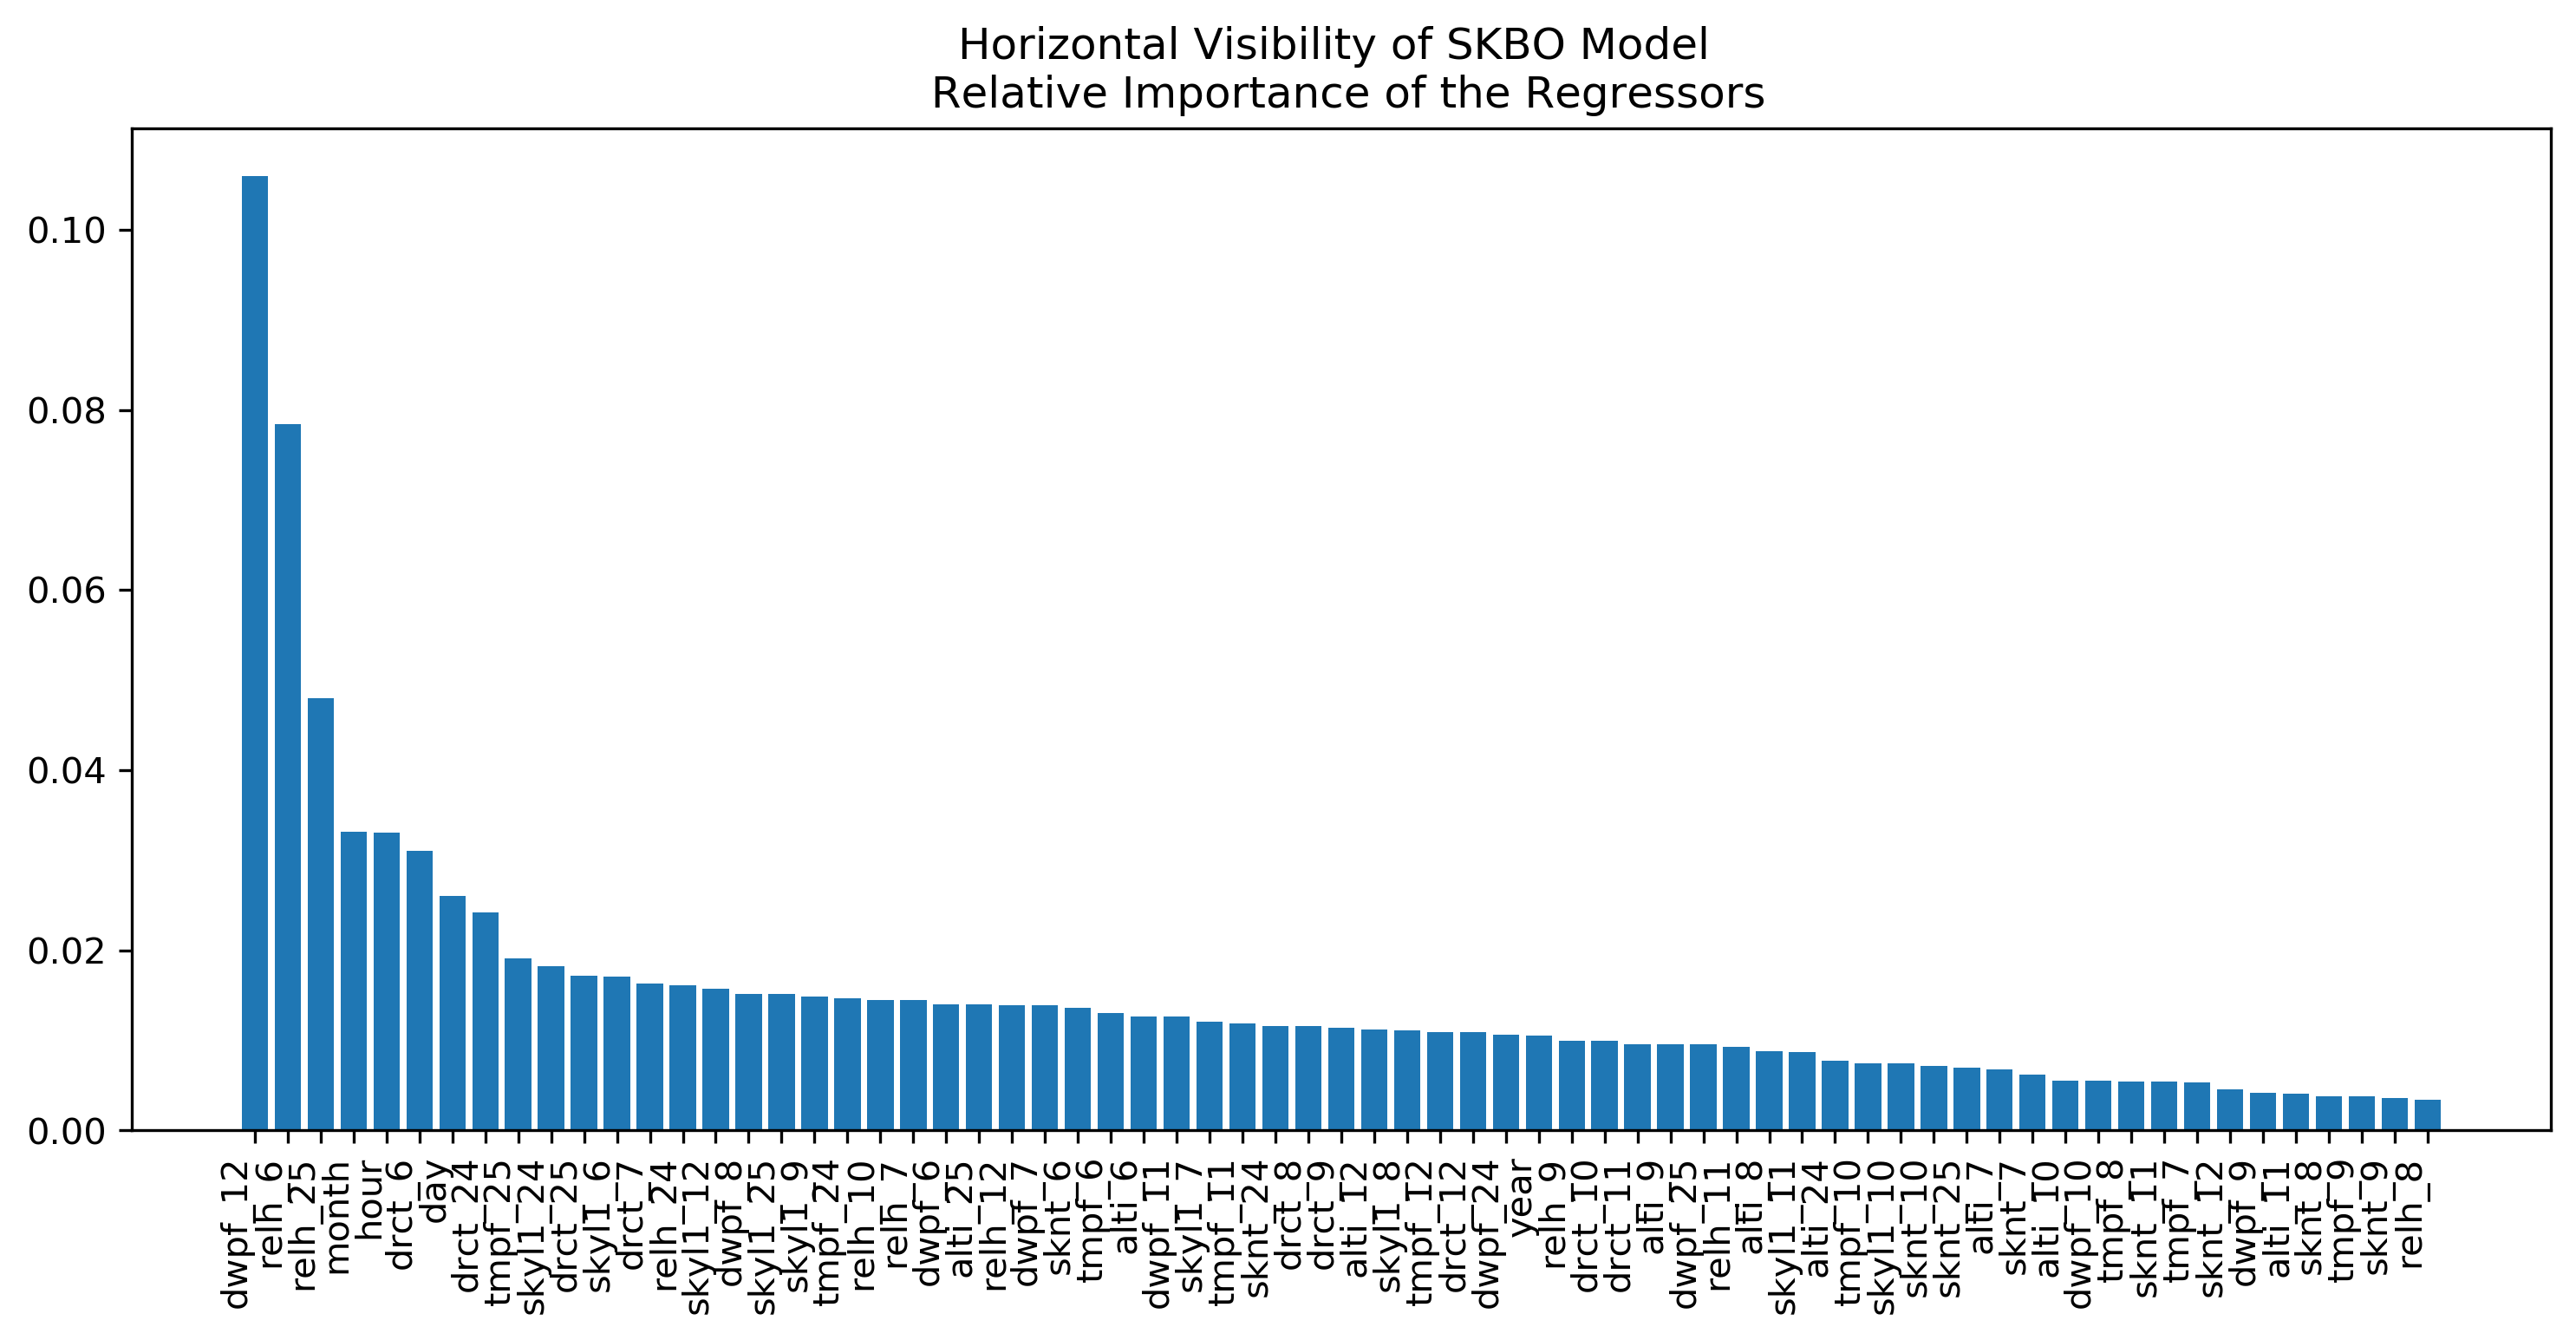 Horizontal Visibility of SKBO Model
Relative Importance of the Regressors
0.10
0.08
0.06
0.04
0.02
0.00
dwpf_12
relh_6
relh_25
month
hour
drct_6
day
drct_24
tmpf_25
skyl1_24
drct_25
skyl1_6
drct_7
relh_24
skyl1_12
dwpf_8
skyl1_25
skyl1_9
tmpf_24
relh_10
relh_7
dwpf_6
alti_25
relh_12
dwpf_7
sknt_6
tmpf_6
alti_6
dwpf_11
skyl1_7
tmpf_11
sknt_24
drct_8
drct_9
alti_12
skyl1_8
tmpf_12
drct_12
dwpf_24
year
relh_9
drct_10
drct_11
alti_9
dwpf_25
relh_11
alti_8
skyl1_11
alti_24
tmpf_10
skyl1_10
sknt_10
sknt_25
alti_7
sknt_7
alti_10
dwpf_10
tmpf_8
sknt_11
tmpf_7
sknt_12
dwpf_9
alti_11
sknt_8
tmpf_9
sknt_9
relh_8